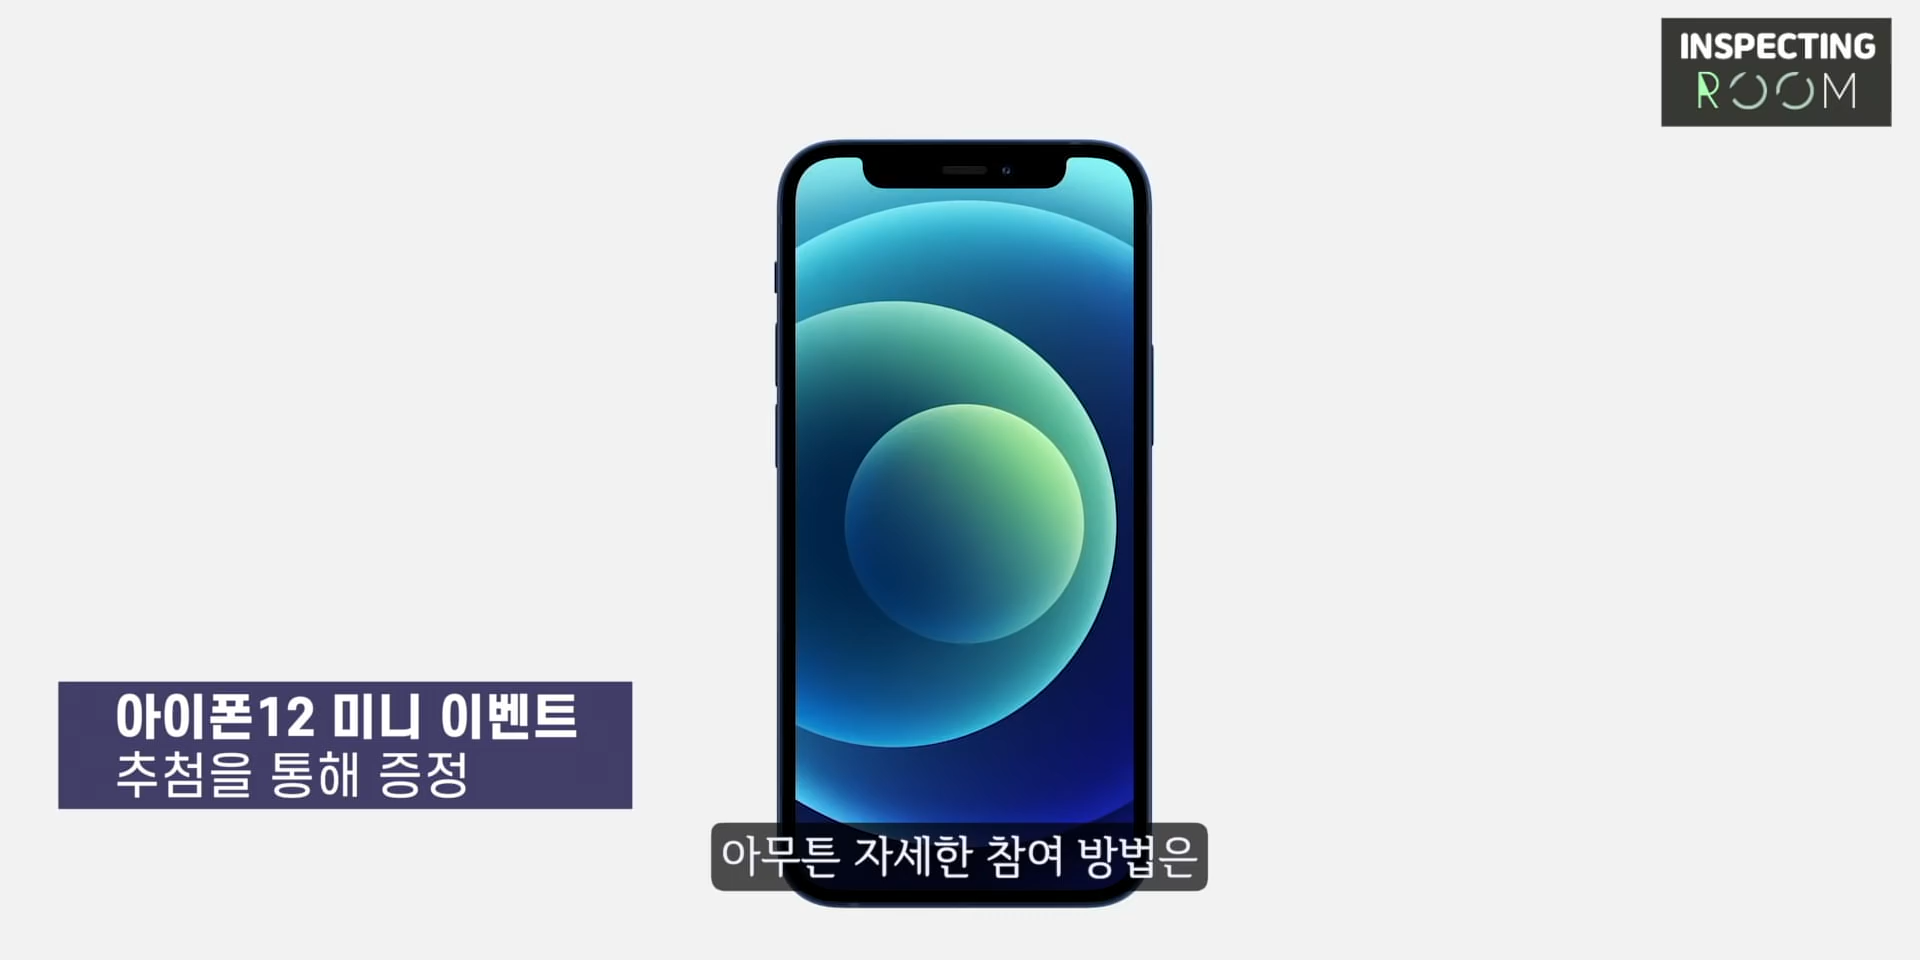 INSPECTING
ROOM
아이폰12 미니 이벤트
추첨을 통해 증정
아무튼 자세한 참여 방법은